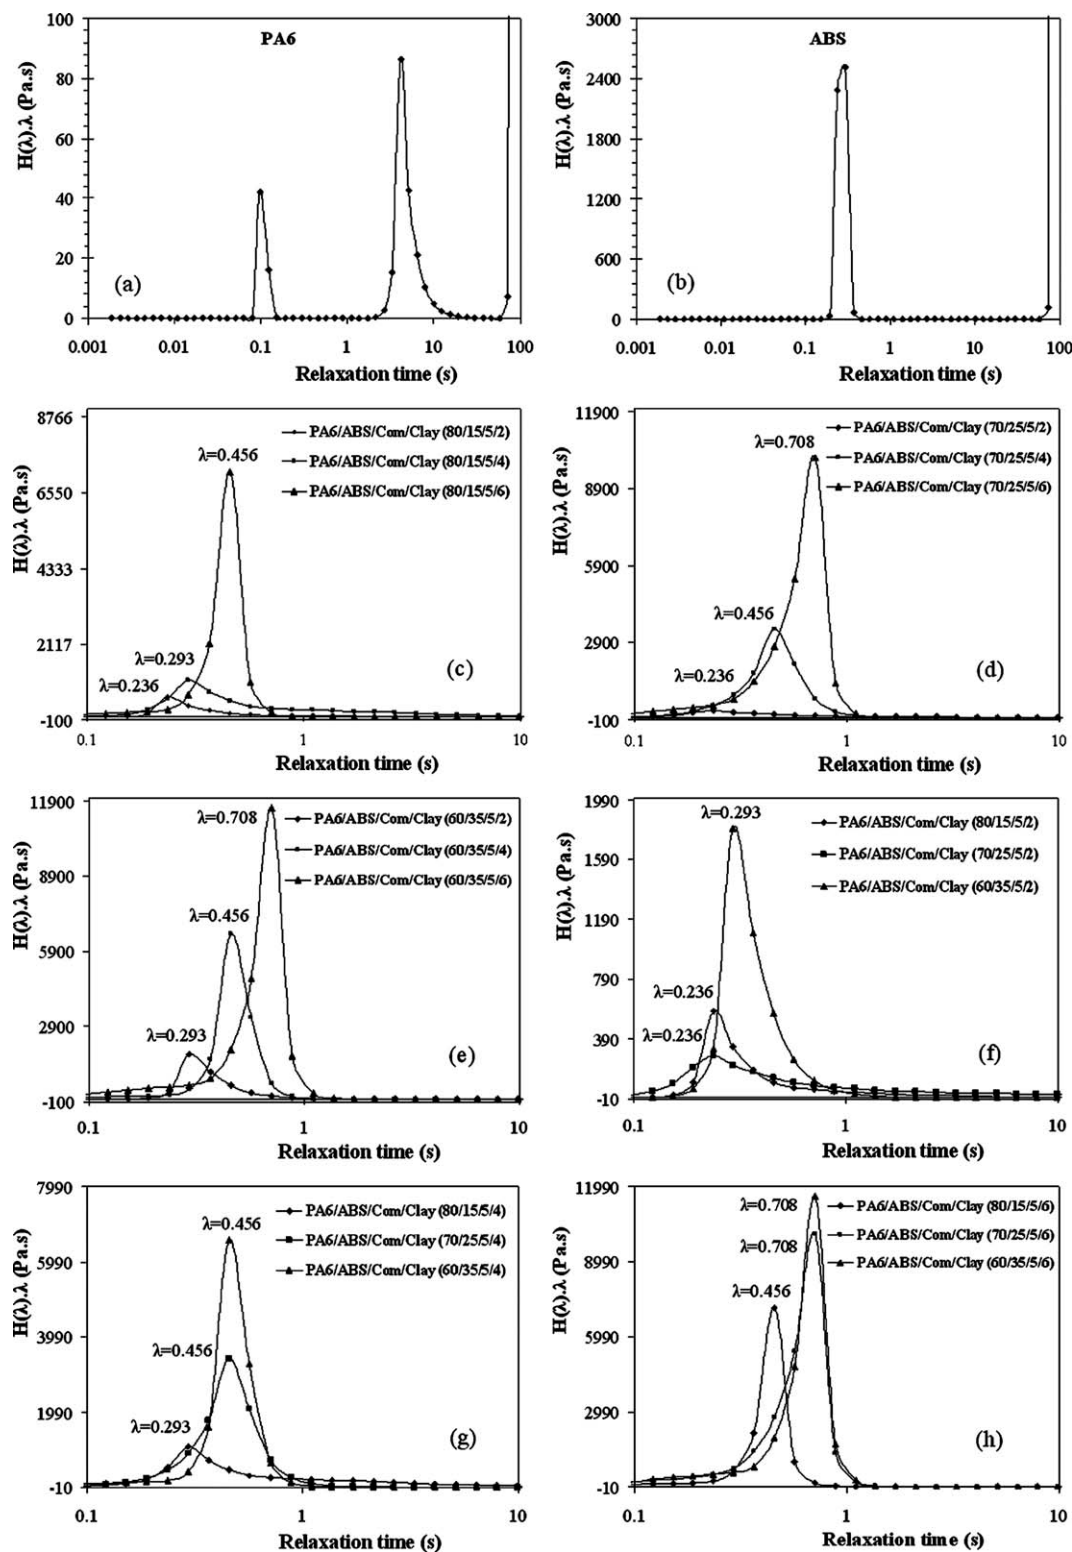 PA6
H(λ).λ (Pa.s)
100
80
60
40
20
0
(a)
0.001
0.01
0.1
1
10
100
Relaxation time (s)
ABS
H(λ).λ (Pa.s)
3000
2400
1800
1200
600
0
(b)
0.001
0.01
0.1
1
10
100
Relaxation time (s)
H(λ).λ (Pa.s)
8766
6550
4333
2117
-100
PA6/ABS/Com/Clay (80/15/5/2)
PA6/ABS/Com/Clay (80/15/5/4)
PA6/ABS/Com/Clay (80/15/5/6)
λ=0.456
λ=0.293
λ=0.236
(c)
0.1
1
10
Relaxation time (s)
H(λ).λ (Pa.s)
11900
8900
5900
2900
-100
PA6/ABS/Com/Clay (70/25/5/2)
PA6/ABS/Com/Clay (70/25/5/4)
PA6/ABS/Com/Clay (70/25/5/6)
λ=0.708
λ=0.456
λ=0.236
(d)
0.1
1
10
Relaxation time (s)
H(λ).λ (Pa.s)
11900
8900
5900
2900
-100
PA6/ABS/Com/Clay (60/35/5/2)
PA6/ABS/Com/Clay (60/35/5/4)
PA6/ABS/Com/Clay (60/35/5/6)
λ=0.708
λ=0.456
λ=0.293
(e)
0.1
1
10
Relaxation time (s)
H(λ).λ (Pa.s)
1990
1590
1190
790
390
-10
λ=0.293
PA6/ABS/Com/Clay (80/15/5/2)
PA6/ABS/Com/Clay (70/25/5/2)
PA6/ABS/Com/Clay (60/35/5/2)
λ=0.236
λ=0.236
(f)
0.1
1
10
Relaxation time (s)
H(λ).λ (Pa.s)
7990
5990
3990
1990
-10
PA6/ABS/Com/Clay (80/15/5/4)
PA6/ABS/Com/Clay (70/25/5/4)
PA6/ABS/Com/Clay (60/35/5/4)
λ=0.456
λ=0.456
λ=0.293
(g)
0.1
1
10
Relaxation time (s)
H(λ).λ (Pa.s)
11990
8990
5990
2990
-10
PA6/ABS/Com/Clay (80/15/5/6)
PA6/ABS/Com/Clay (70/25/5/6)
PA6/ABS/Com/Clay (60/35/5/6)
λ=0.708
λ=0.708
λ=0.456
(h)
0.1
1
10
Relaxation time (s)